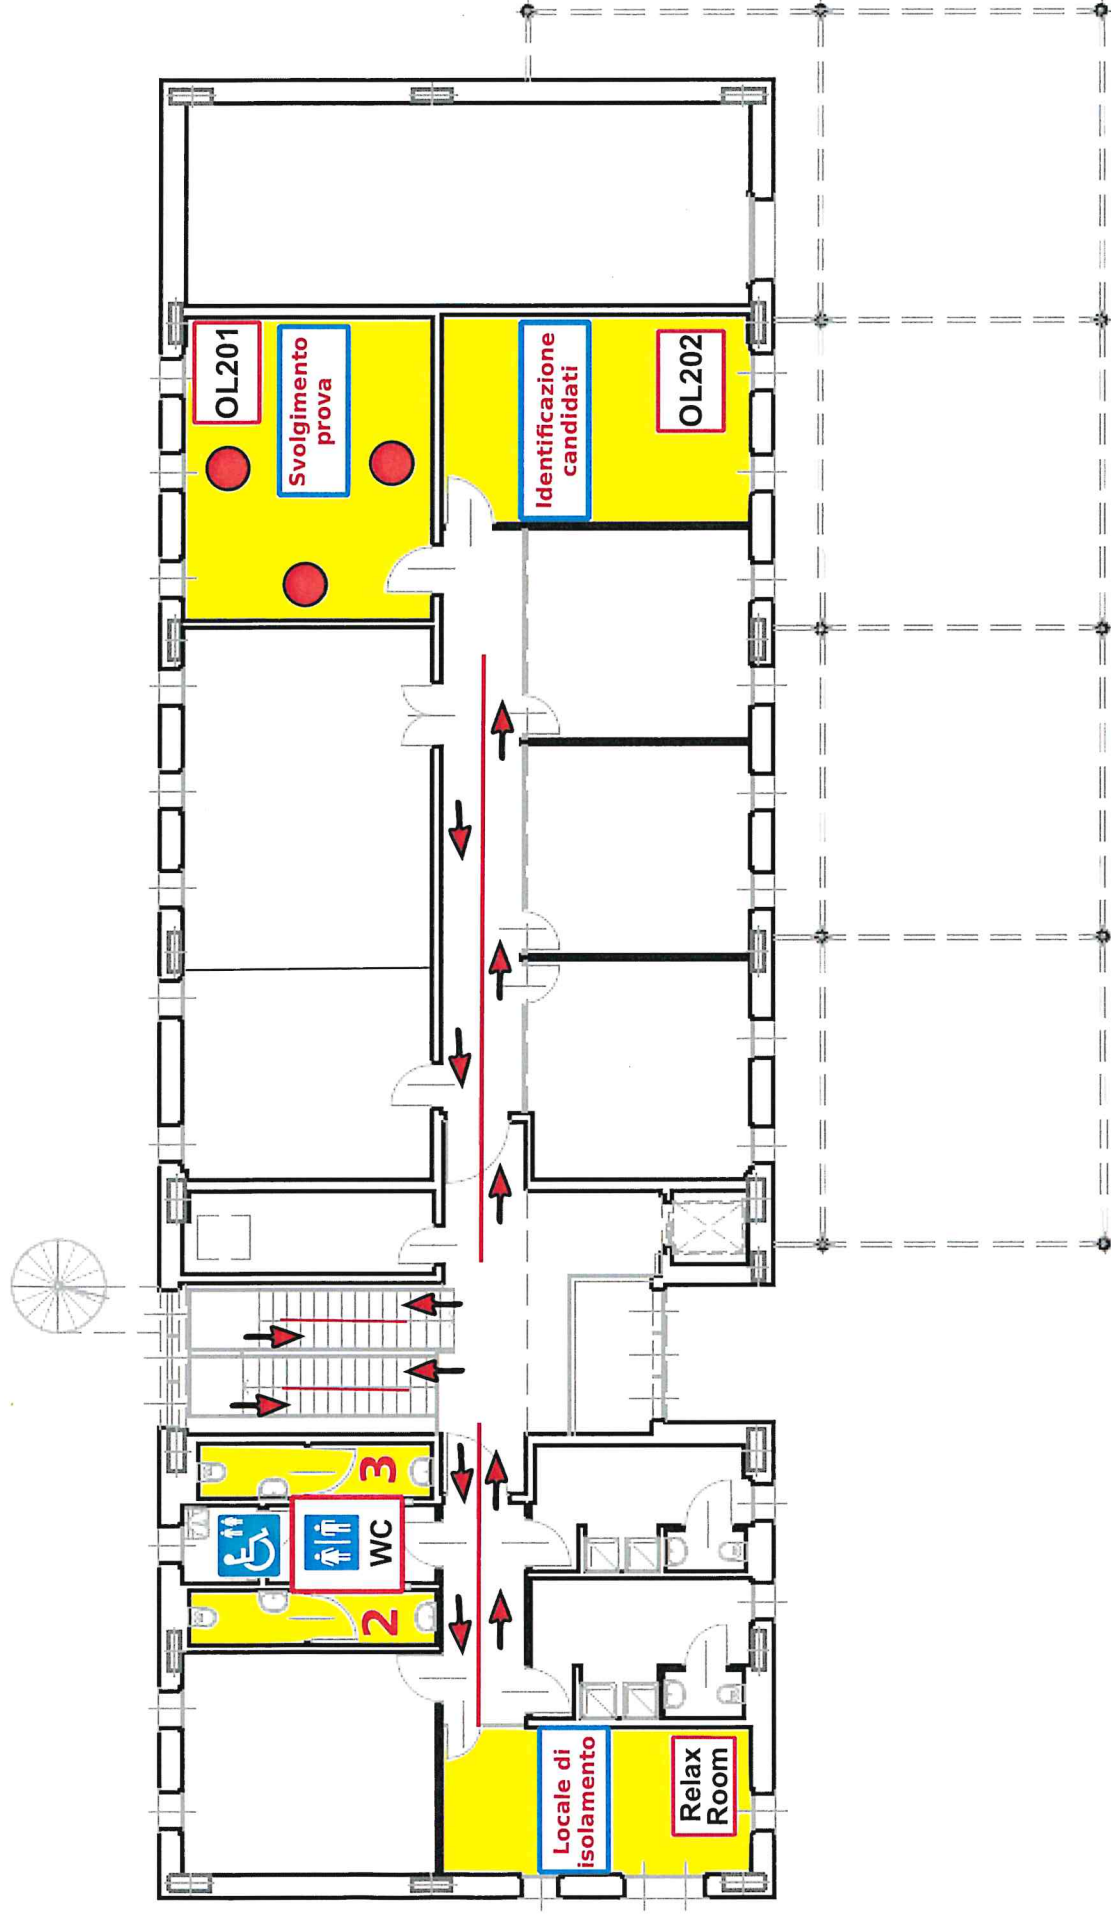 OL201
Svolgimento
prova
Identificazione
candidati
OL202
3
WC
2
Locale di
isolamento
Relax
Room